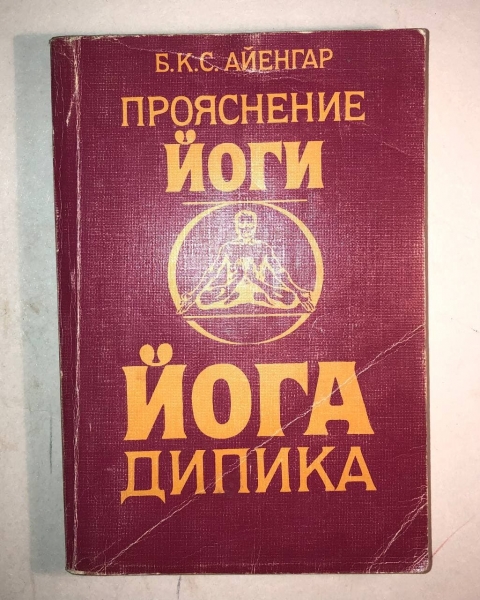 Б.К.С. АЙЕНГАР
ПРОЯСНЕНИЕ
ЙОГИ
ЙОГА
ДИПИКА